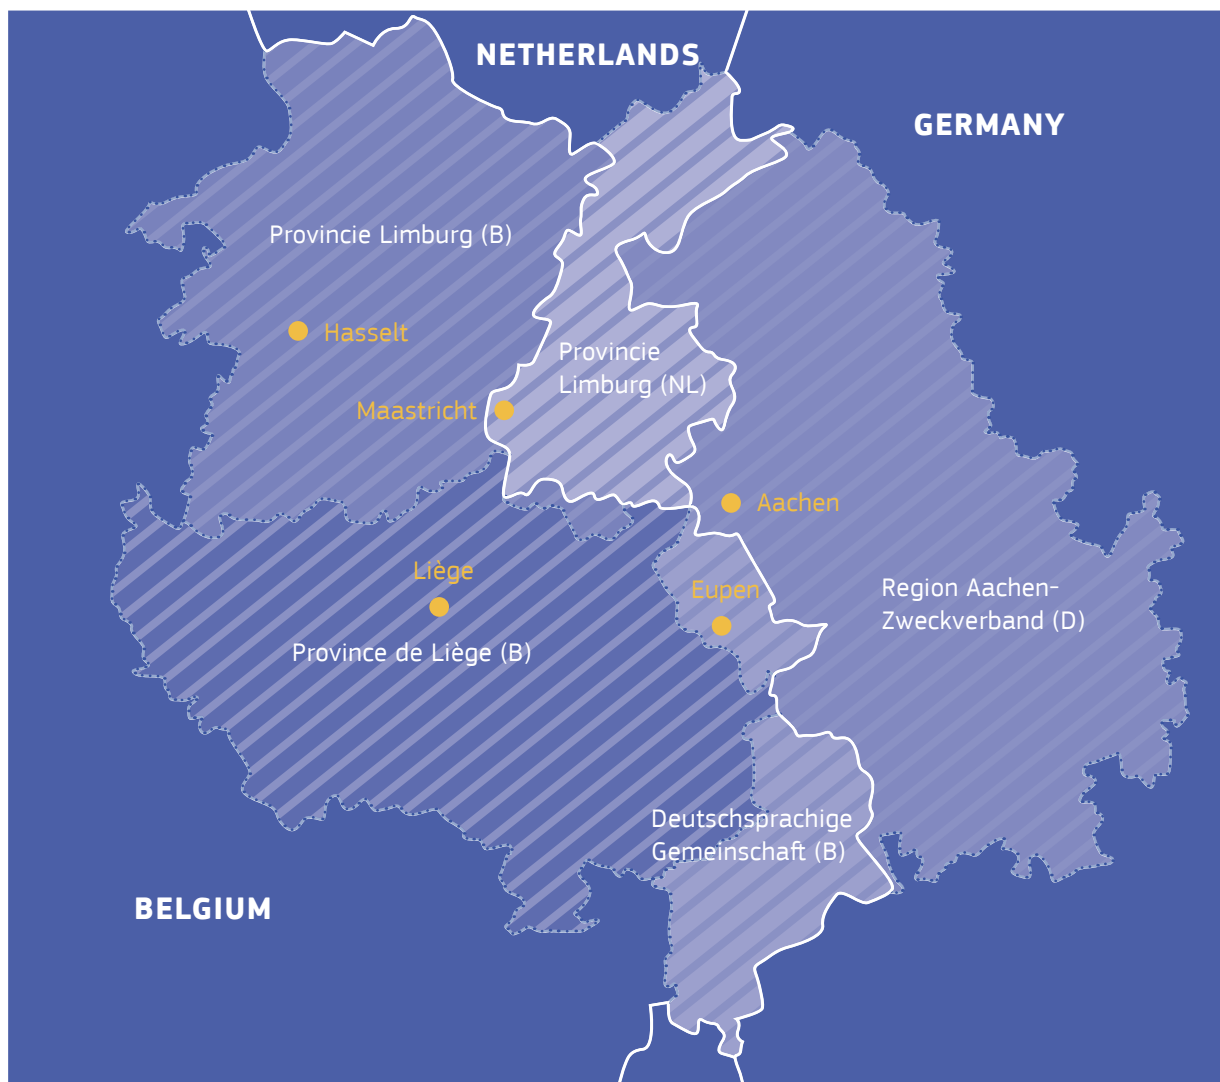 NETHERLANDS
GERMANY
Provincie Limburg (B)
Hasselt
Provincie
Limburg (NL)
Maastricht
Aachen
Liège
Eupen
Region Aachen-
Zweckverband (D)
Province de Liège (B)
Deutschsprachige
Gemeinschaft (B)
BELGIUM